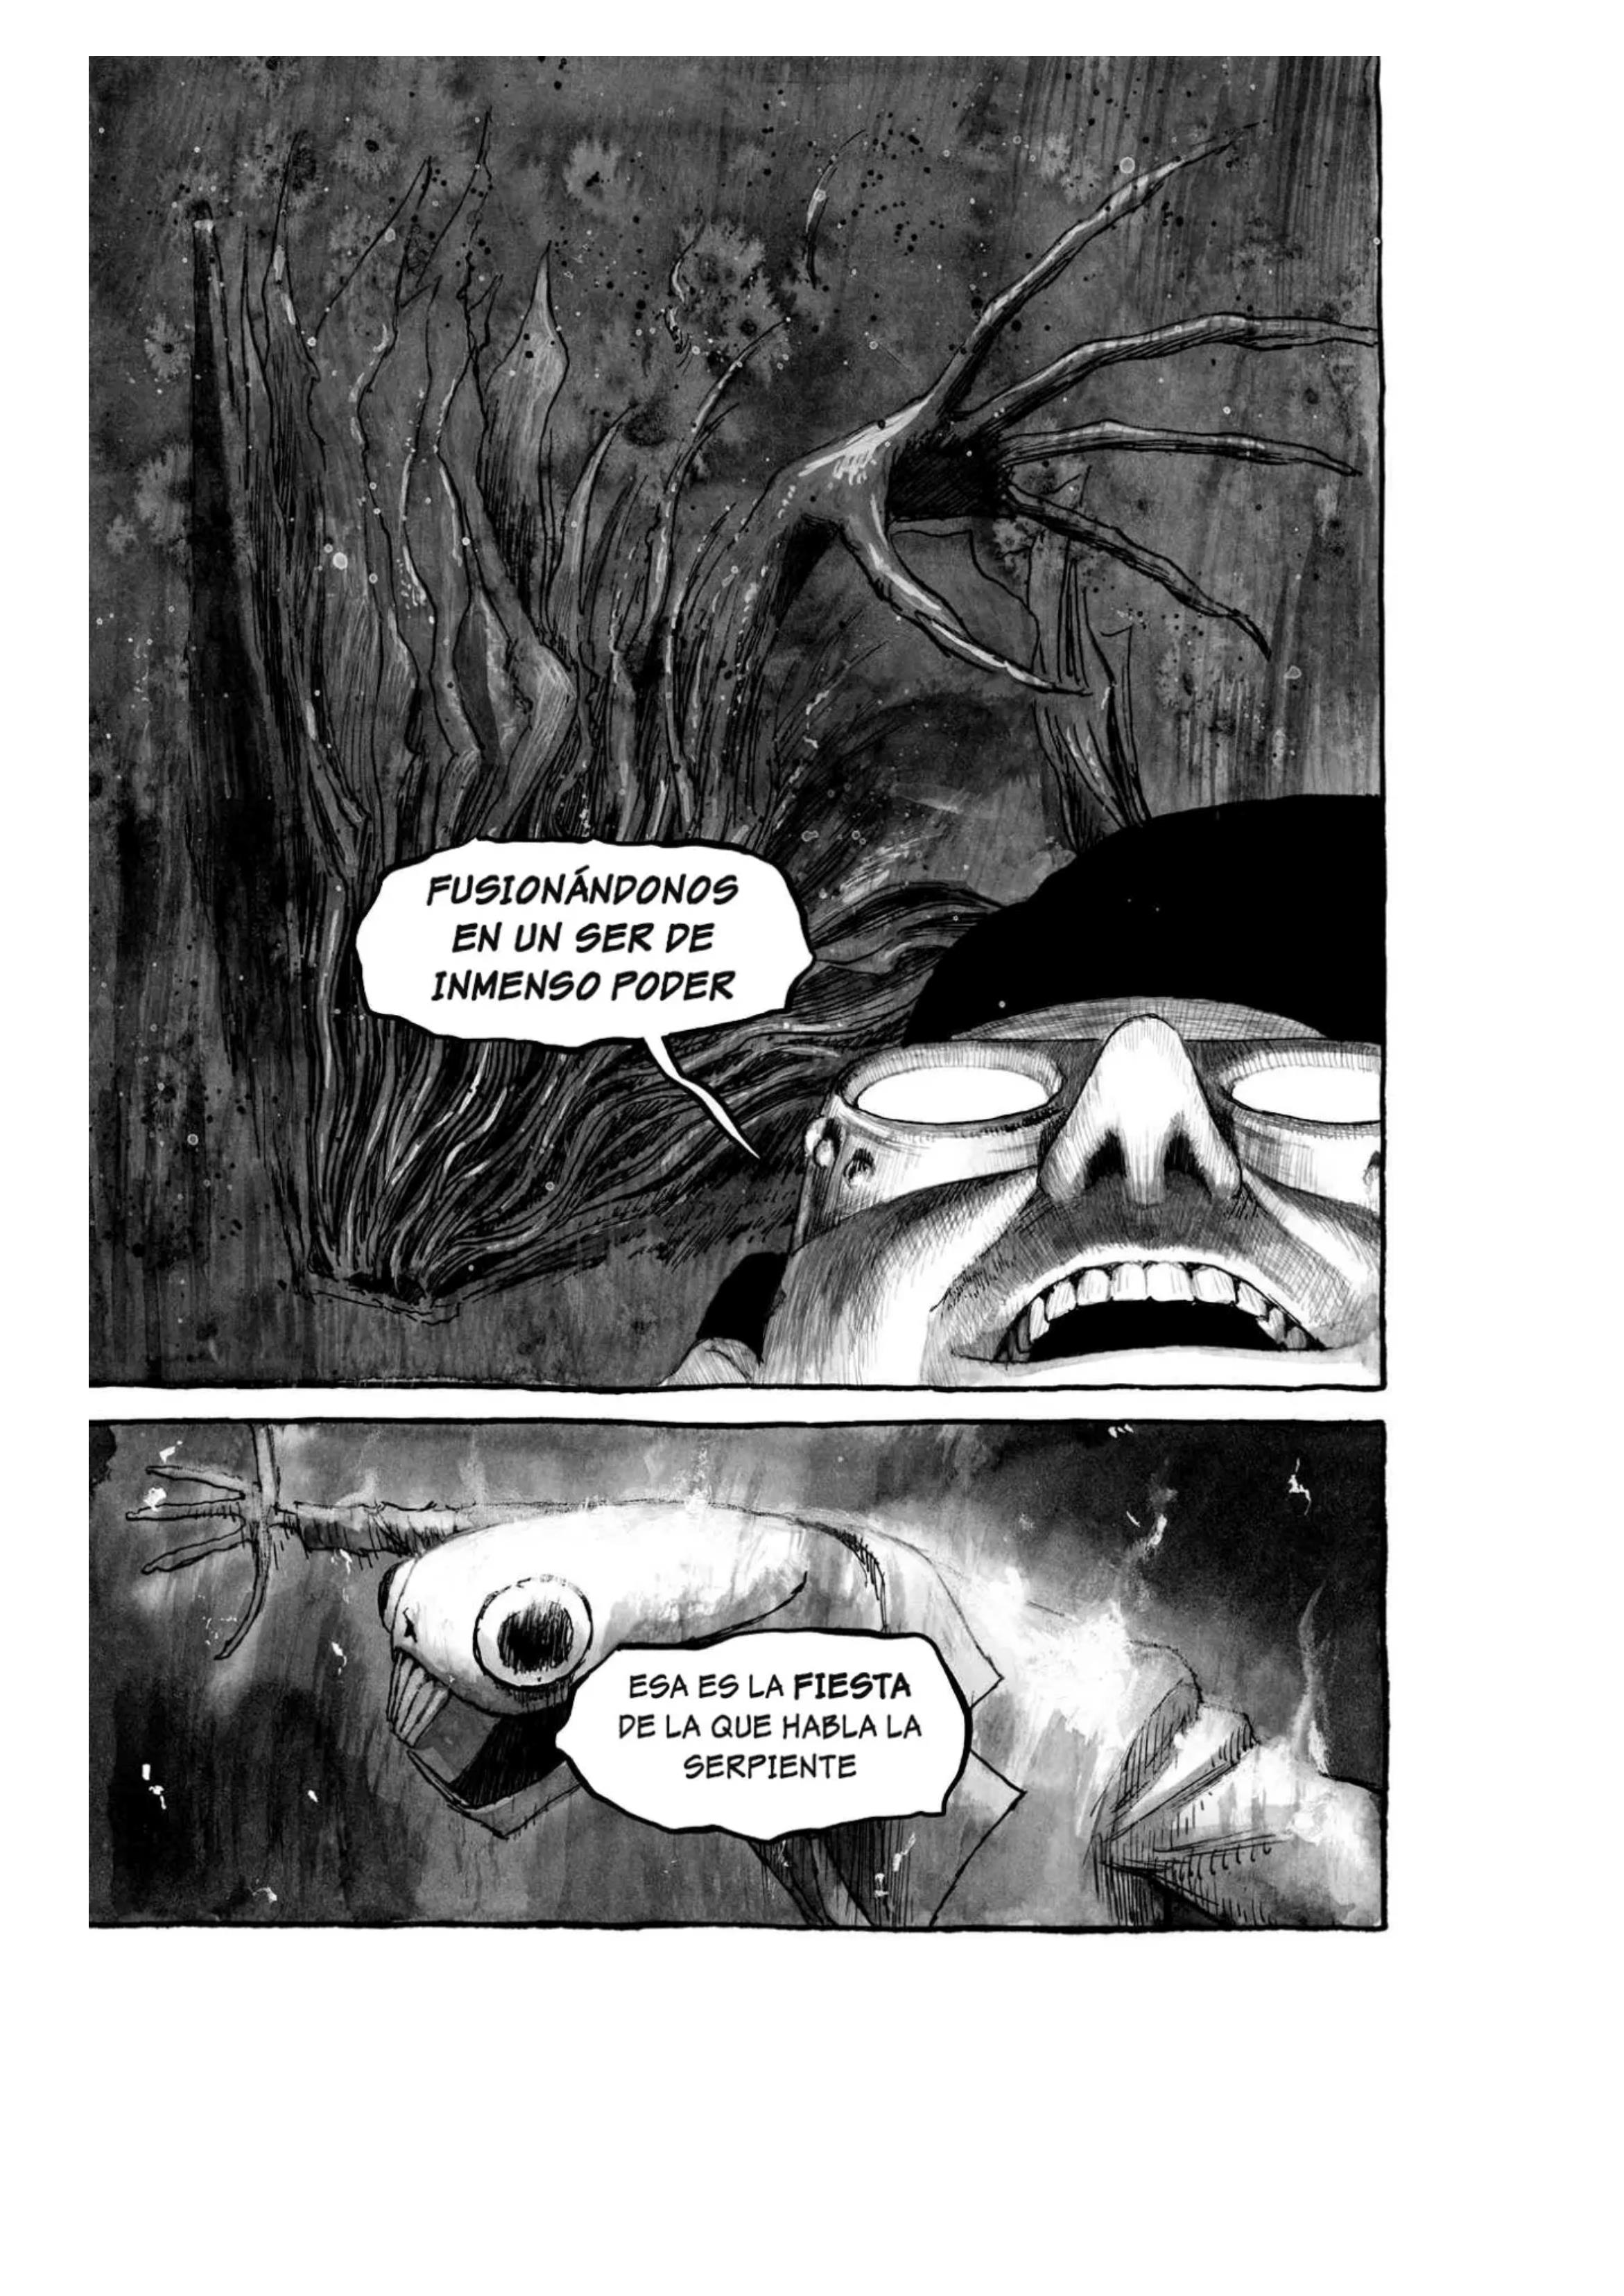 FUSIONÁNDONOS
EN UN SER DE
INMENSO PODER
ESA ES LA FIESTA
DE LA QUE HABLA LA
SERPIENTE